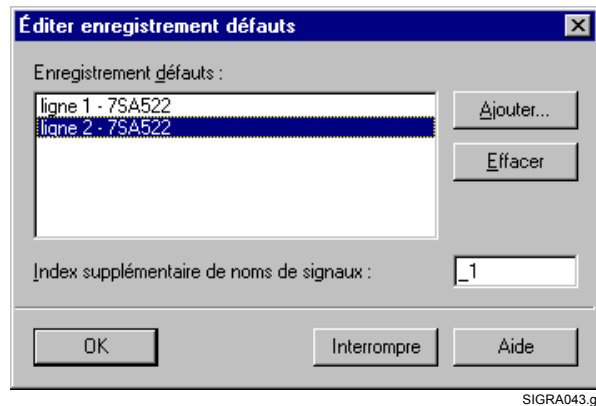 Éditer enregistrement défauts
Enregistrement défauts :
ligne 1 - 7SA522
ligne 2 - 7SA522
Ajouter...
Effacer
Index supplémentaire de noms de signaux :
_1
OK
Interrompre
Aide
SIGRA043.g